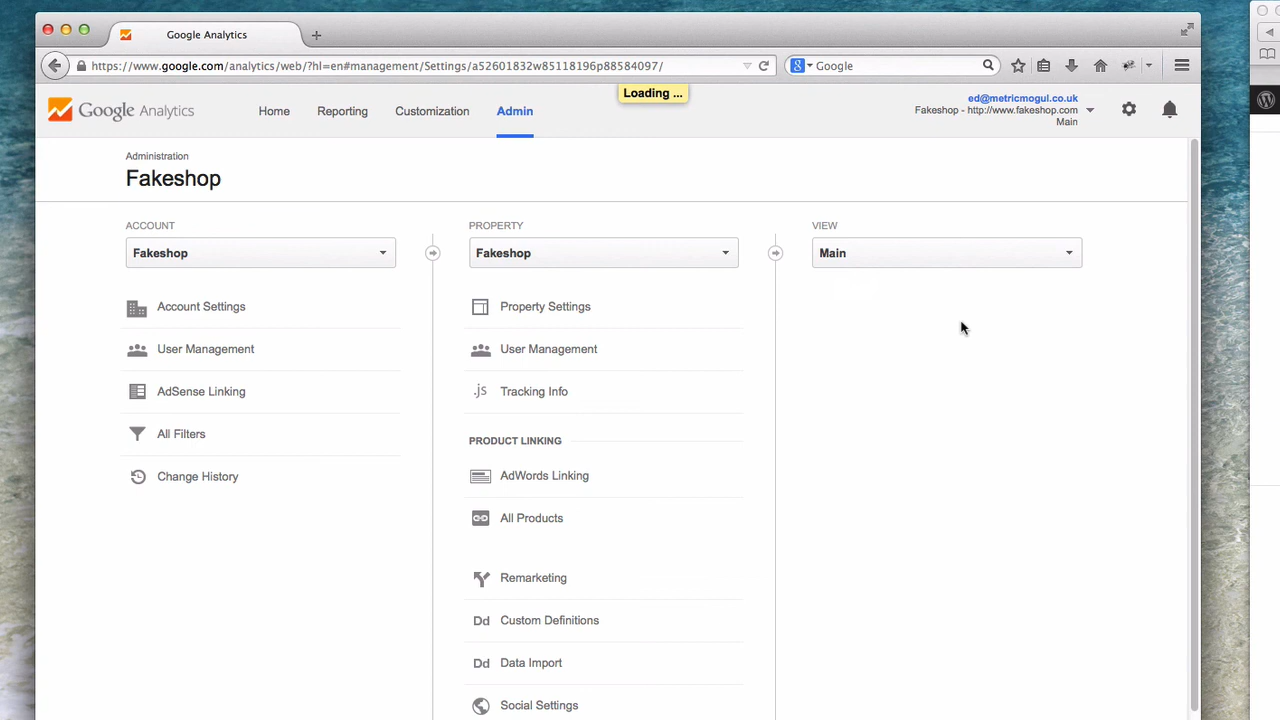 Google Analytics
https://www.google.com/analytics/web/?hl=en#management/Settings/a52601832w85118196p88584097/
Google
Loading ...
Google Analytics
Home
Reporting
Customization
Admin
ed@metricmogul.co.uk
Fakeshop - http://www.fakeshop.com
Main
Administration
Fakeshop
ACCOUNT
Fakeshop
Account Settings
User Management
AdSense Linking
All Filters
Change History
PROPERTY
Fakeshop
Property Settings
User Management
.js Tracking Info
PRODUCT LINKING
AdWords Linking
All Products
Remarketing
Dd Custom Definitions
Dd Data Import
Social Settings
VIEW
Main